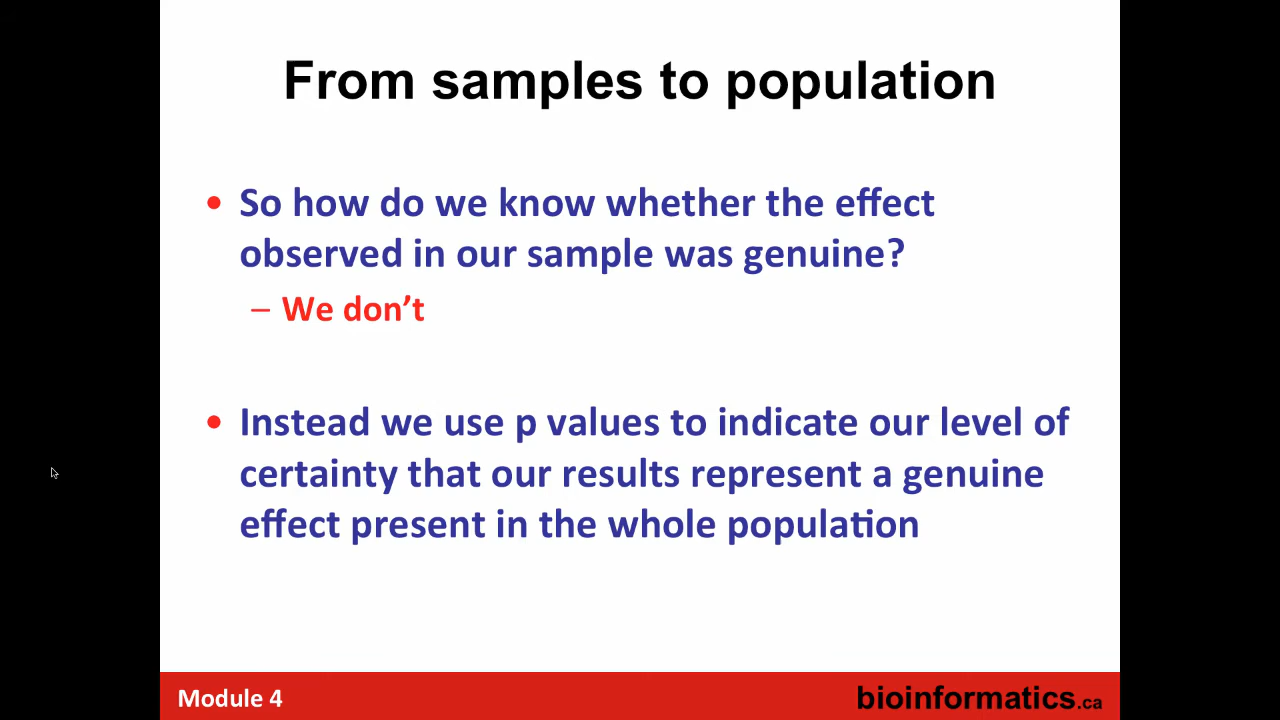 From samples to population
• So how do we know whether the effect
observed in our sample was genuine?
– We don’t
• Instead we use p values to indicate our level of
certainty that our results represent a genuine
effect present in the whole population
Module 4
bioinformatics.ca